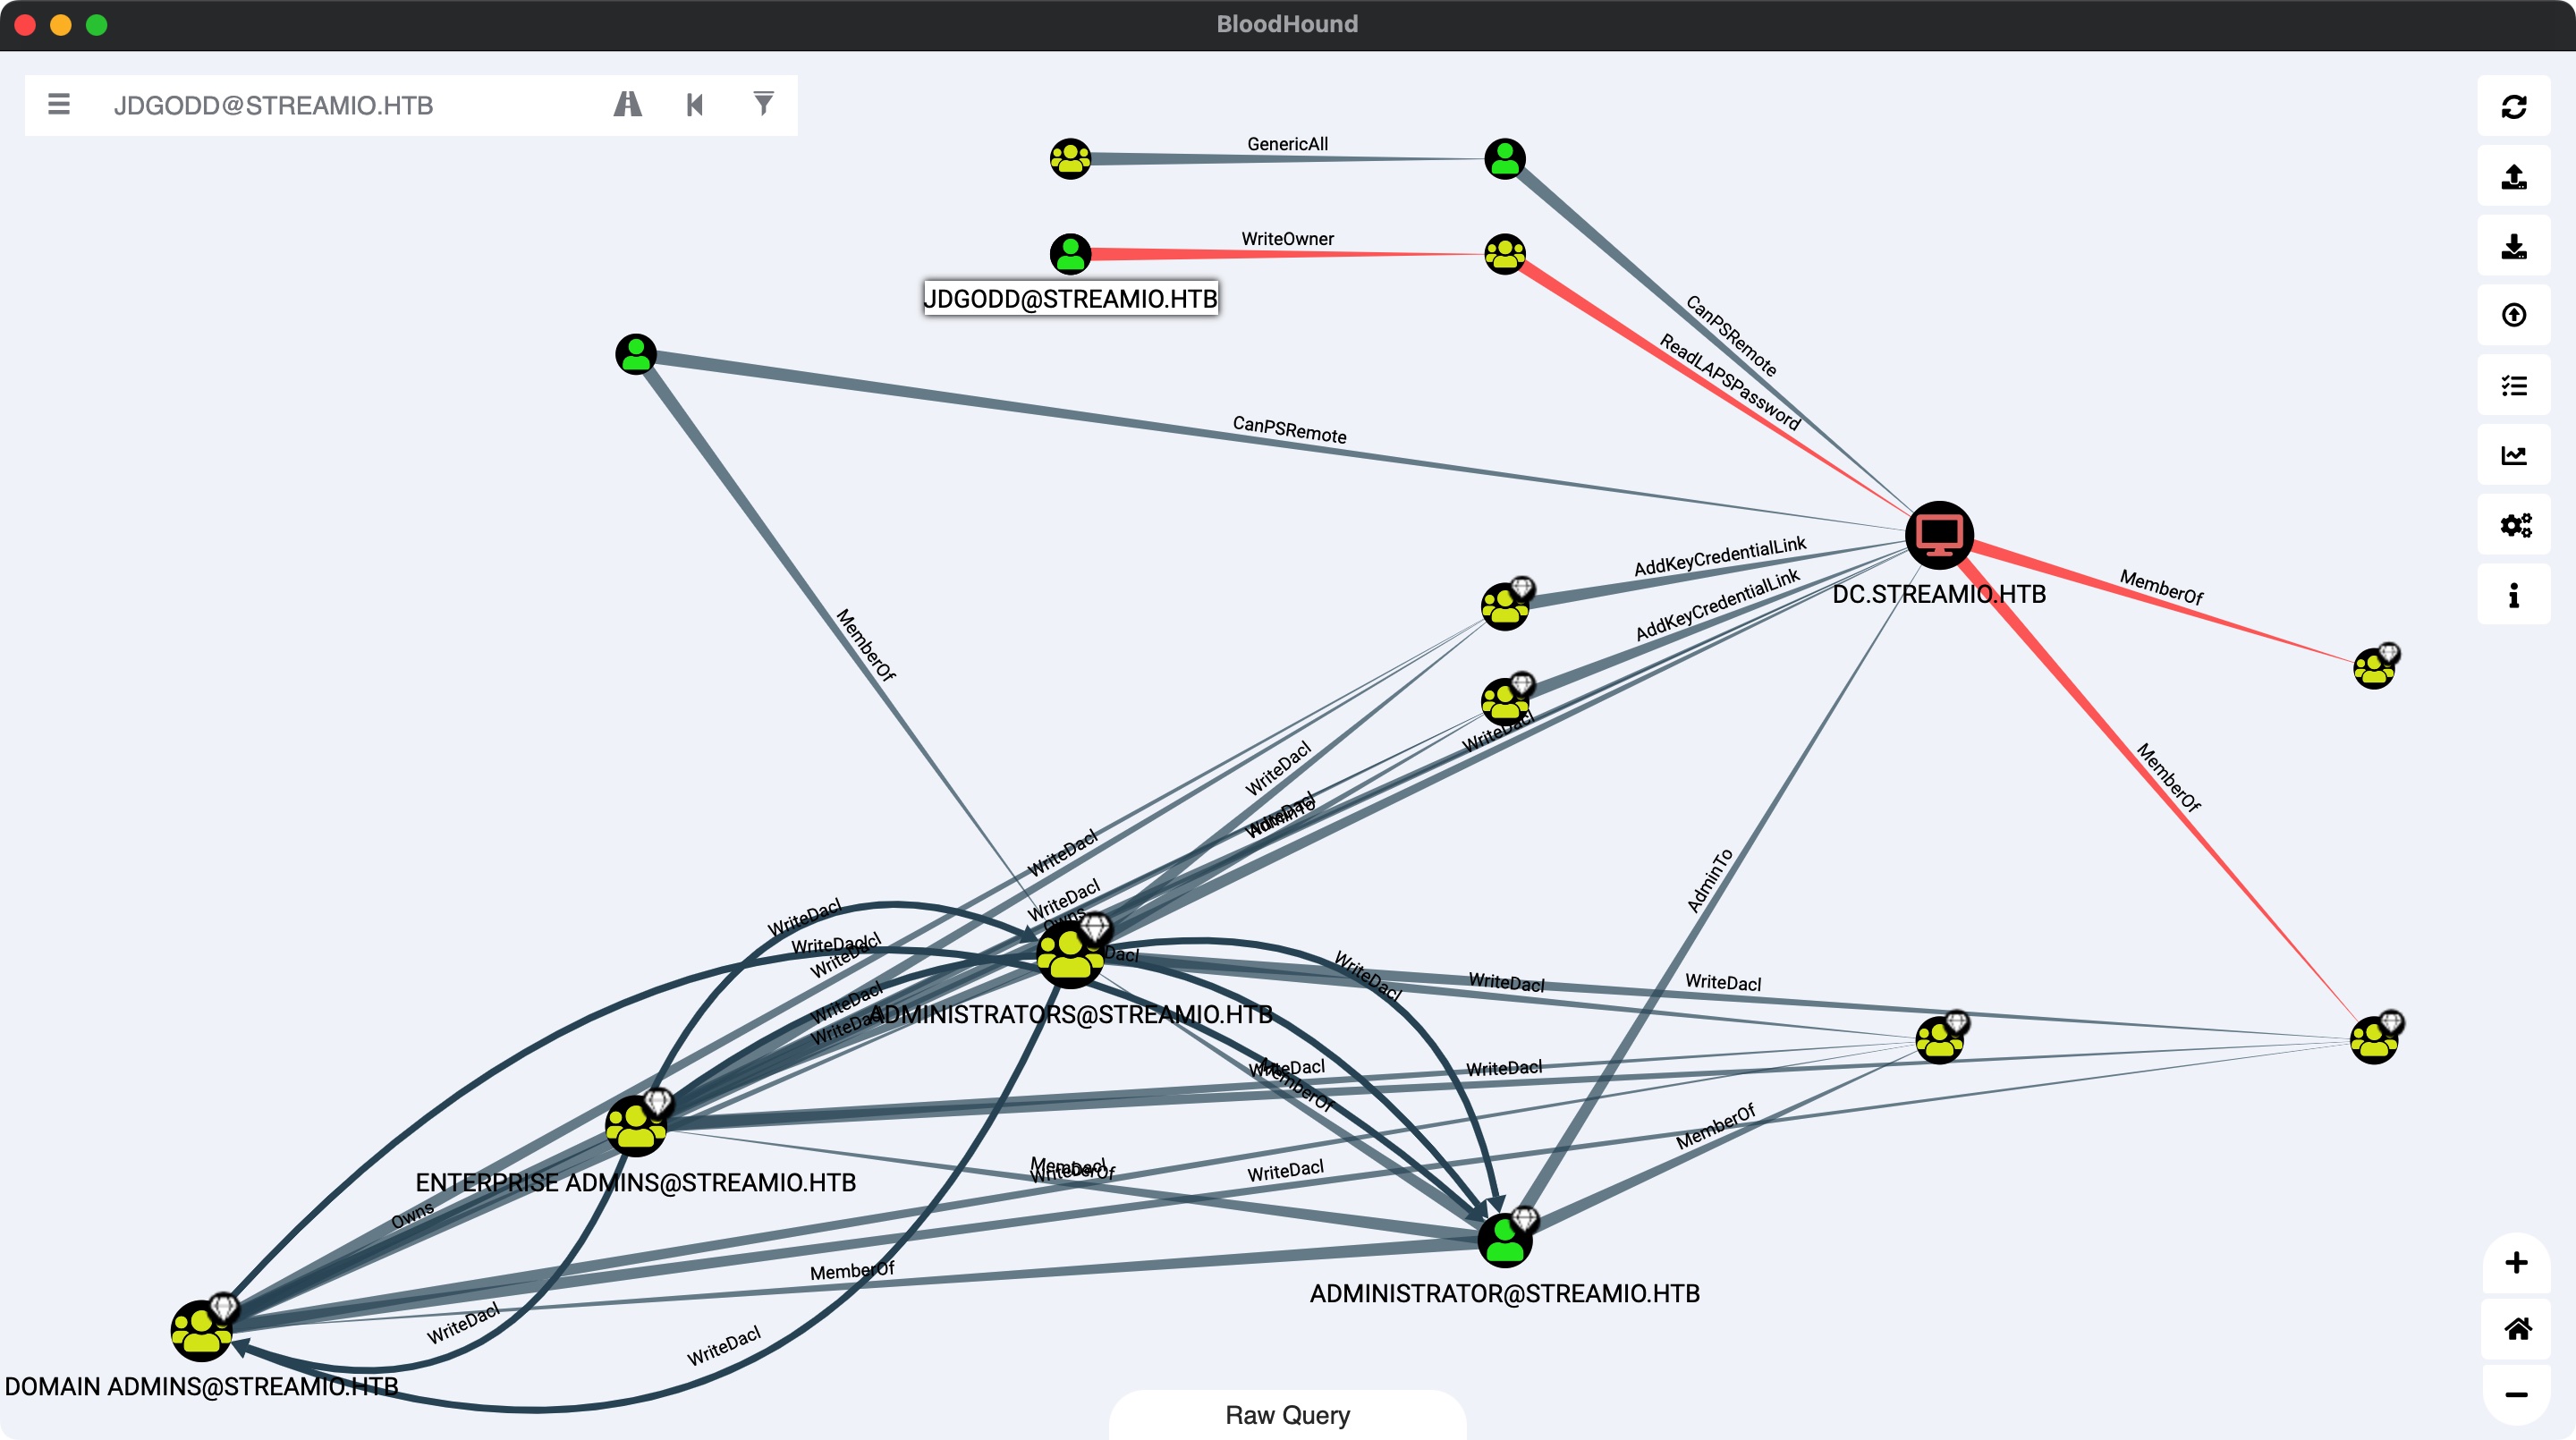 BloodHound
JDGODD@STREAMIO.HTB
GenericAll
WriteOwner
JDGODD@STREAMIO.HTB
CanPSRemote
ReadLAPSPassword
CanPSRemote
AddKeyCredentialLink
AddKeyCredentialLink
DC.STREAMIO.HTB
MemberOf
MemberOf
MemberOf
WriteDacl
WriteDacl
AdminTo
WriteDacl
WriteDacl
Owns
AdminTo
WriteDacl
WriteDacl
WriteDacl
Dacl
WriteDacl
WriteDacl
WriteDacl
WriteDacl
WriteDacl
ADMINISTRATORS@STREAMIO.HTB
WriteDacl
MemberOf
WriteDacl
MemberOf
WriteDacl
ENTERPRISE ADMINS@STREAMIO.HTB
Owns
MemberOf
ADMINISTRATOR@STREAMIO.HTB
WriteDacl
WriteDacl
DOMAIN ADMINS@STREAMIO.HTB
Raw Query